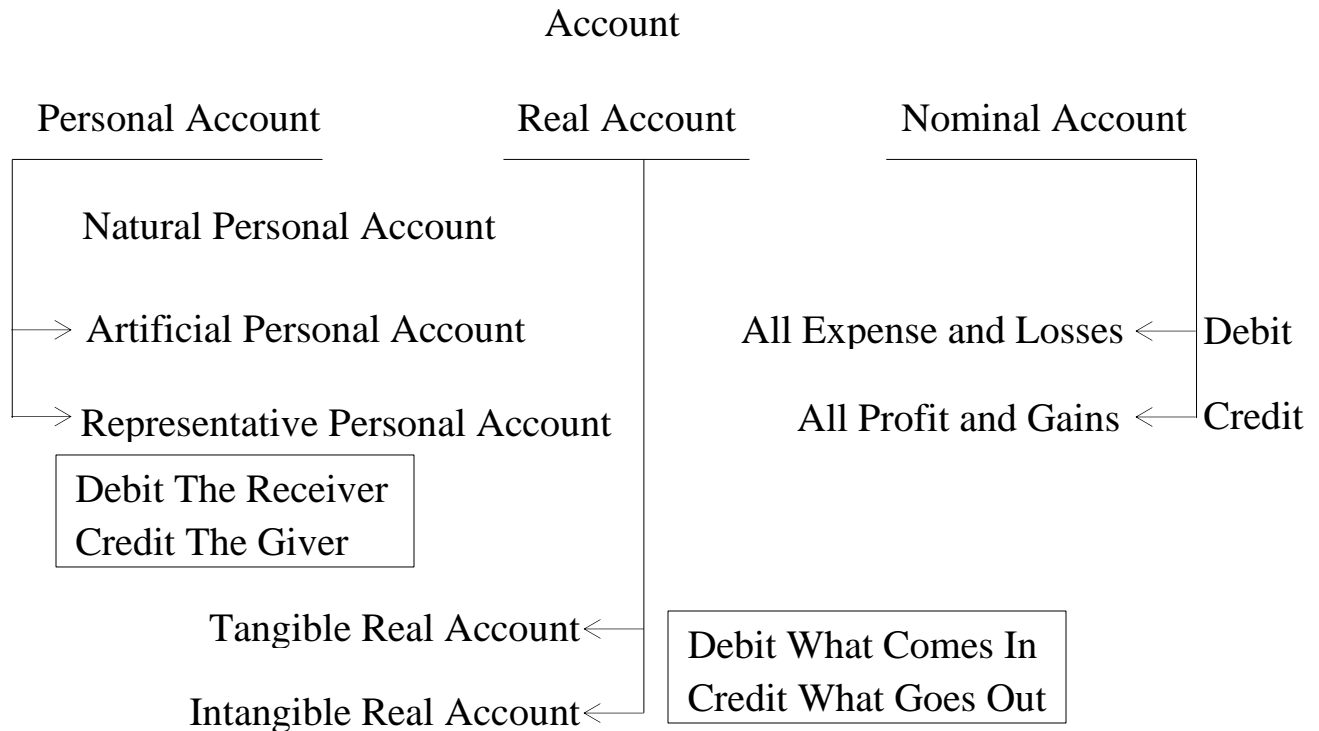 Account
Personal Account
Real Account
Nominal Account
Natural Personal Account
Artificial Personal Account
All Expense and Losses
Debit
Representative Personal Account
All Profit and Gains
Credit
Debit The Receiver
Credit The Giver
Tangible Real Account
Debit What Comes In
Credit What Goes Out
Intangible Real Account